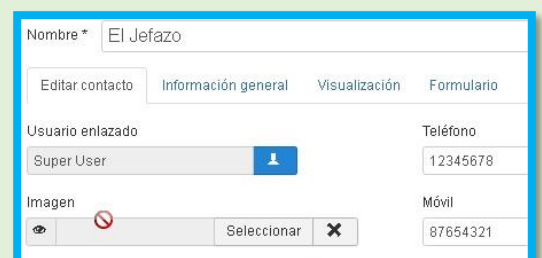 Nombre * El Jefazo
Editar contacto Información general Visualización Formulario
Usuario enlazado Teléfono
Super User 12345678
Imagen Móvil
Seleccionar 87654321